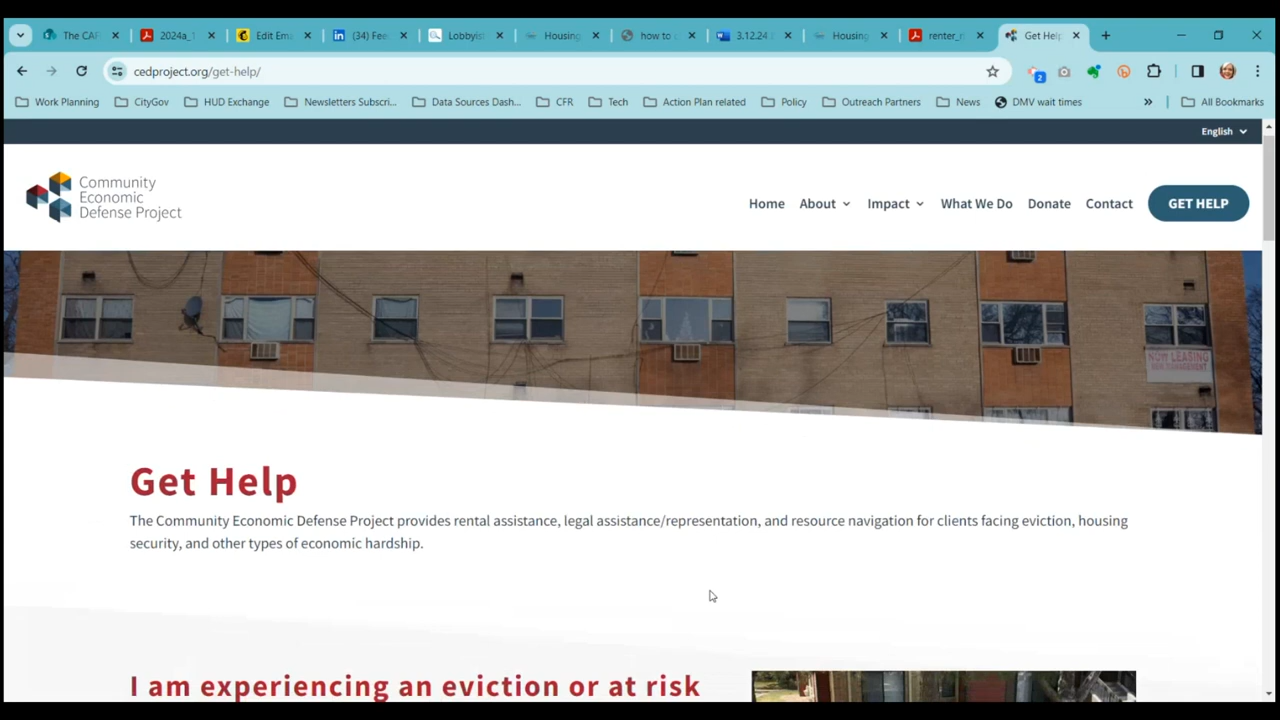 The CAF
2024a_1
Edit Ema
(34) Fee
Lobbyis
Housing
how to c
3.12.24
Housing
renter_ri
Get Help
cedproject.org/get-help/
2
Work Planning
CityGov
HUD Exchange
Newsletters Subscri...
Data Sources Dash...
CFR
Tech
Action Plan related
Policy
Outreach Partners
News
DMV wait times
»
All Bookmarks
English
Community
Economic
Defense Project
Home
About
Impact
What We Do
Donate
Contact
GET HELP
NOW LEASING
Get Help
The Community Economic Defense Project provides rental assistance, legal assistance/representation, and resource navigation for clients facing eviction, housing
security, and other types of economic hardship.
I am experiencing an eviction or at risk